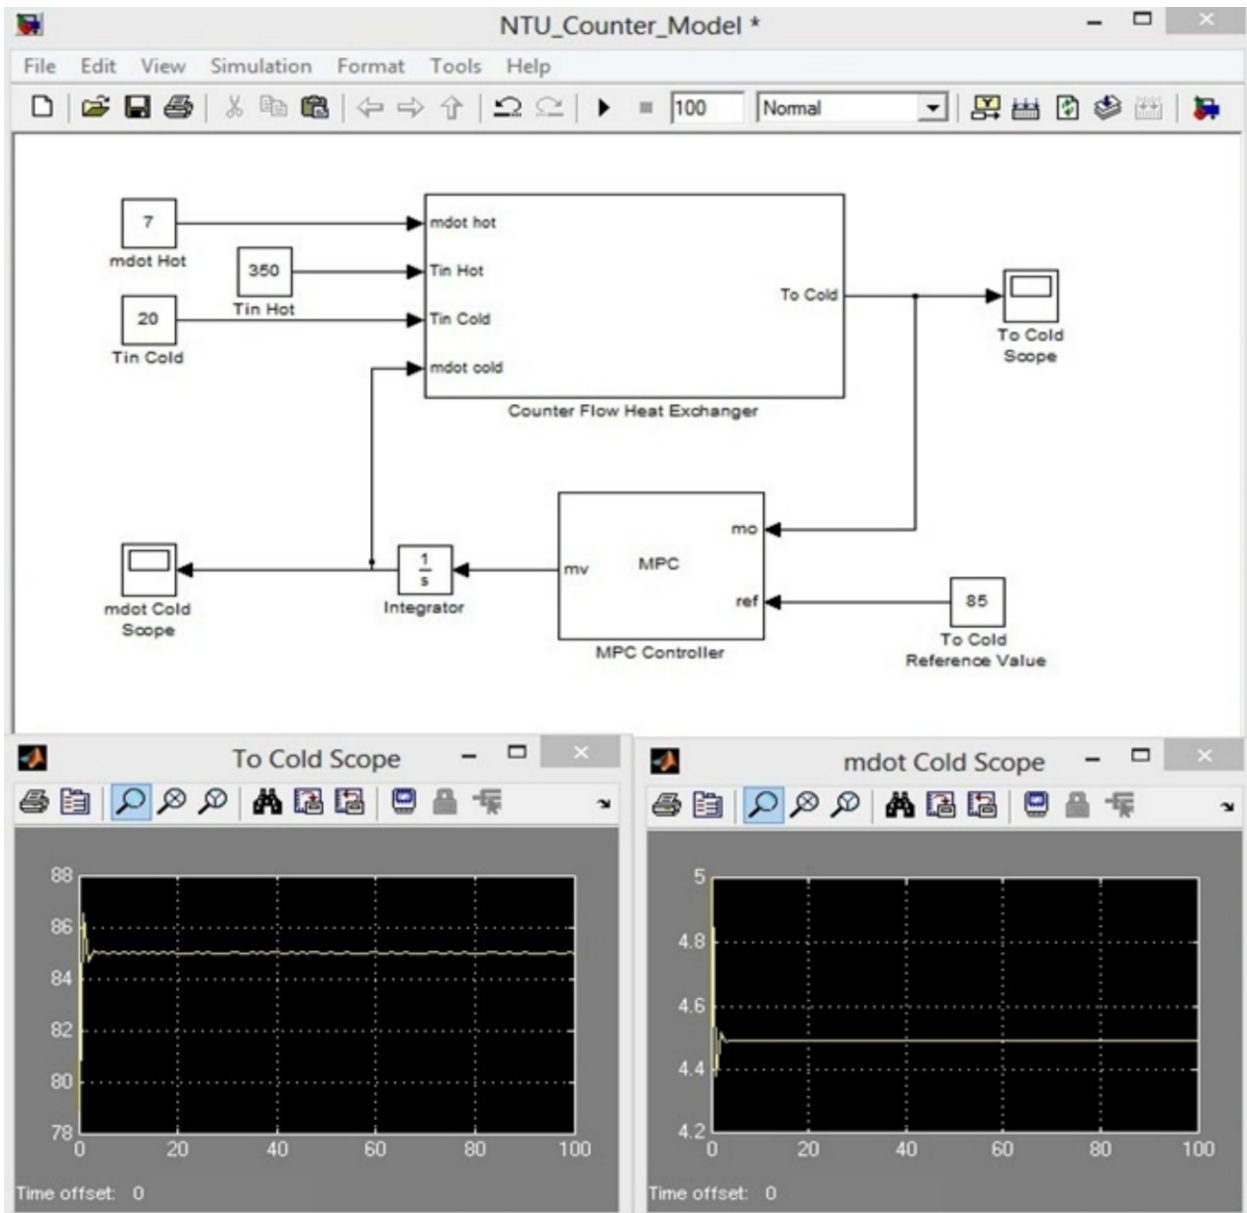 NTU_Counter_Model *
File Edit View Simulation Format Tools Help
100 Normal
7
mdot Hot
350
Tin Hot
20
Tin Cold
mdot hot
Tin Hot
Tin Cold
mdot cold
To Cold
Counter Flow Heat Exchanger
To Cold
Scope
mdot Cold
Scope
1
s
Integrator
mv
MPC
mo
ref
MPC Controller
85
To Cold
Reference Value
To Cold Scope
88
86
84
82
80
78
0 20 40 60 80 100
Time offset: 0
mdot Cold Scope
5
4.8
4.6
4.4
4.2
0 20 40 60 80 100
Time offset: 0